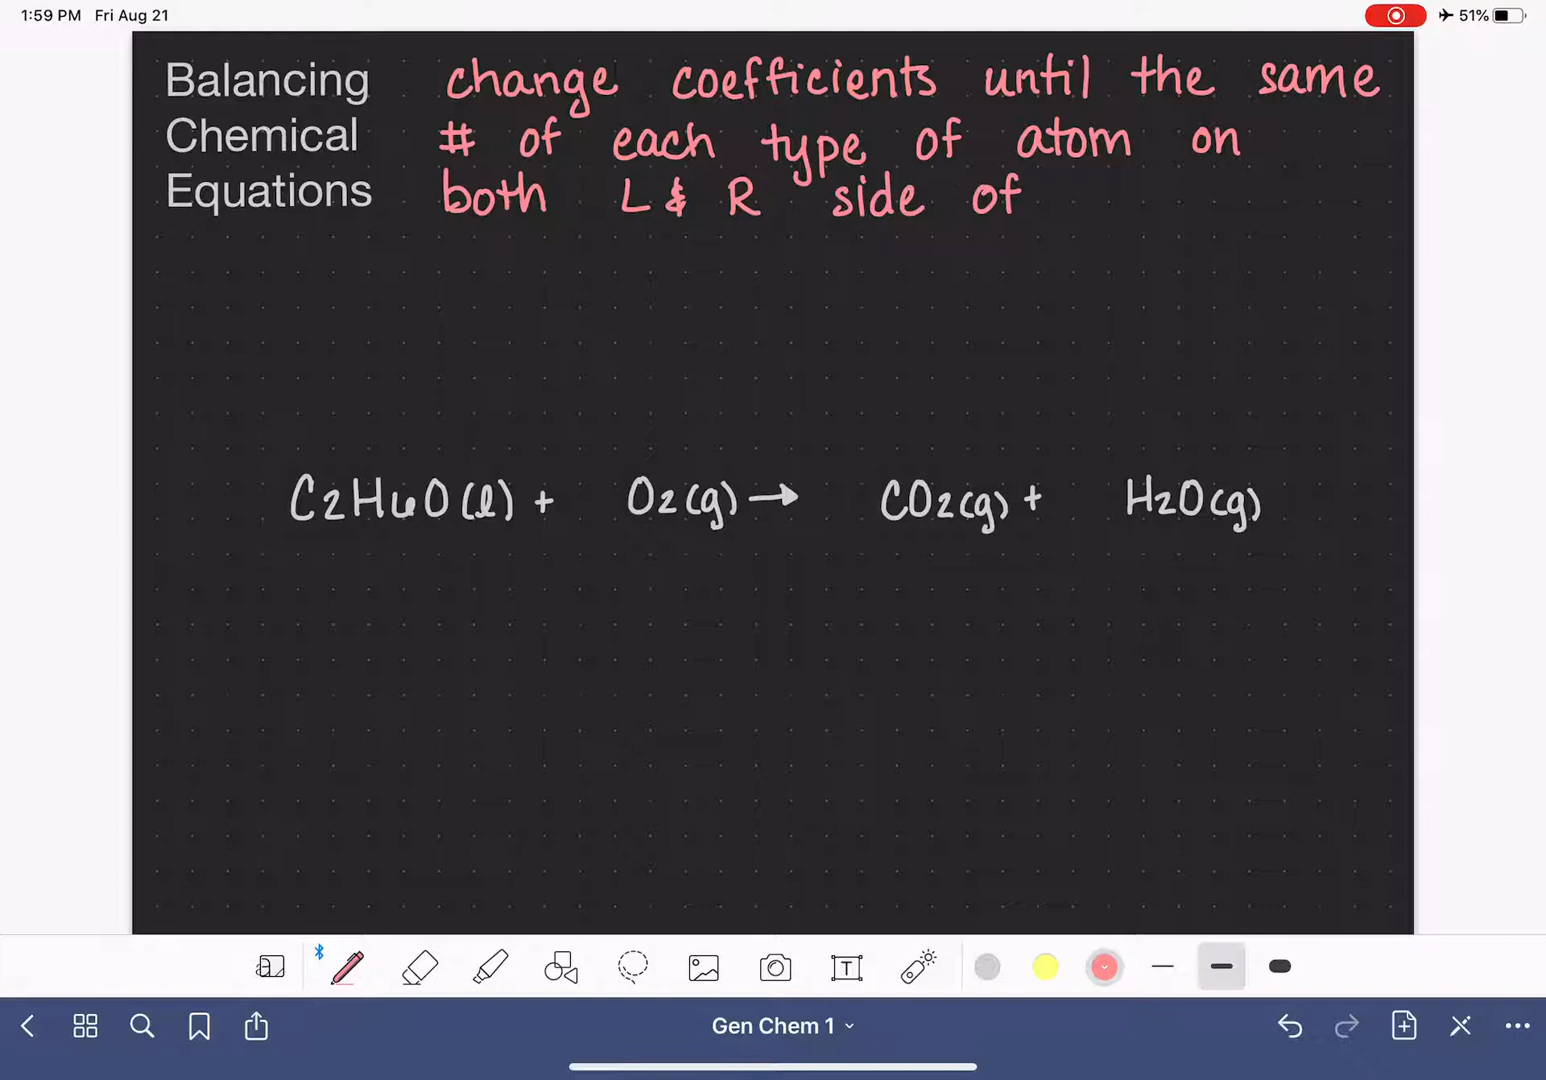 1:59 PM Fri Aug 21
51%
Balancing
Chemical
Equations
change coefficients until the same
# of each type of atom on
both L & R side of
C2H6O(l) + O2(g) → CO2(g) + H2O(g)
T
Gen Chem 1